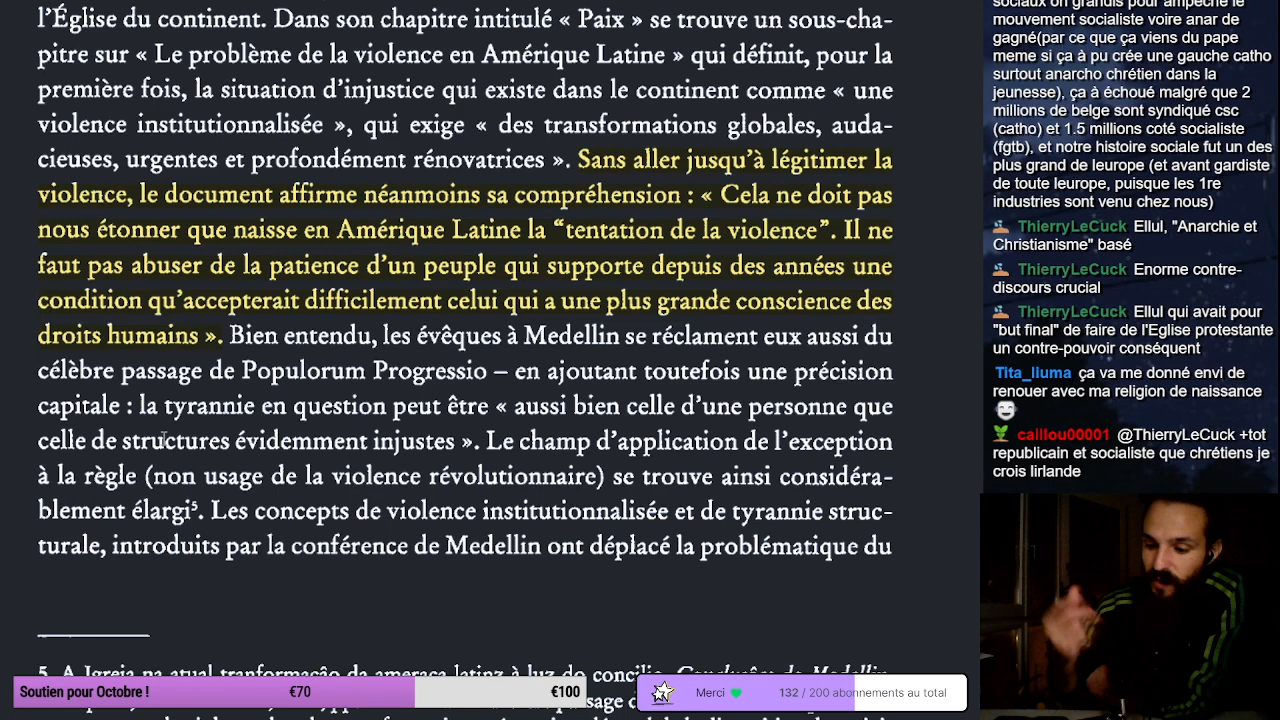 l'Église du continent. Dans son chapitre intitulé « Paix » se trouve un sous-cha-
pitre sur « Le problème de la violence en Amérique Latine » qui définit, pour la
première fois, la situation d'injustice qui existe dans le continent comme « une
violence institutionnalisée », qui exige « des transformations globales, auda-
cieuses, urgentes et profondément rénovatrices ». Sans aller jusqu'à légitimer la
violence, le document affirme néanmoins sa compréhension : « Cela ne doit pas
nous étonner que naisse en Amérique Latine la “tentation de la violence”. Il ne
faut pas abuser de la patience d'un peuple qui supporte depuis des années une
condition qu'accepterait difficilement celui qui a une plus grande conscience des
droits humains ». Bien entendu, les évêques à Medellin se réclament eux aussi du
célèbre passage de Populorum Progressio – en ajoutant toutefois une précision
capitale : la tyrannie en question peut être « aussi bien celle d'une personne que
celle de structures évidemment injustes ». Le champ d'application de l'exception
à la règle (non usage de la violence révolutionnaire) se trouve ainsi considéra-
blement élargi5. Les concepts de violence institutionnalisée et de tyrannie struc-
turale, introduits par la conférence de Medellin ont déplacé la problématique du
5. A Igreja na atual
Soutien pour Octobre ! €70 €100
Merci 132 / 200 abonnements au total
sociaux on grandis pour ampeché le
mouvement socialiste voire anar de
gagné(par ce que ça viens du pape
meme si ça à pu crée une gauche catho
surtout anarcho chrétien dans la
jeunesse), ça à échoué malgré que 2
millions de belge sont syndiqué csc
(catho) et 1.5 millions coté socialiste
(fgtb), et notre histoire sociale fut un des
plus grand de leurope (et avant gardiste
de toute leurope, puisque les 1re
industries sont venu chez nous)
ThierryLeCuck Ellul, "Anarchie et
Christianisme" basé
ThierryLeCuck Enorme contre-
discours crucial
ThierryLeCuck Ellul qui avait pour
"but final" de faire de l'Eglise protestante
un contre-pouvoir conséquent
Tita_liuma ça va me donné envi de
renouer avec ma religion de naissance
caillou00001 @ThierryLeCuck +tot
republicain et socialiste que chrétiens je
crois lirlande